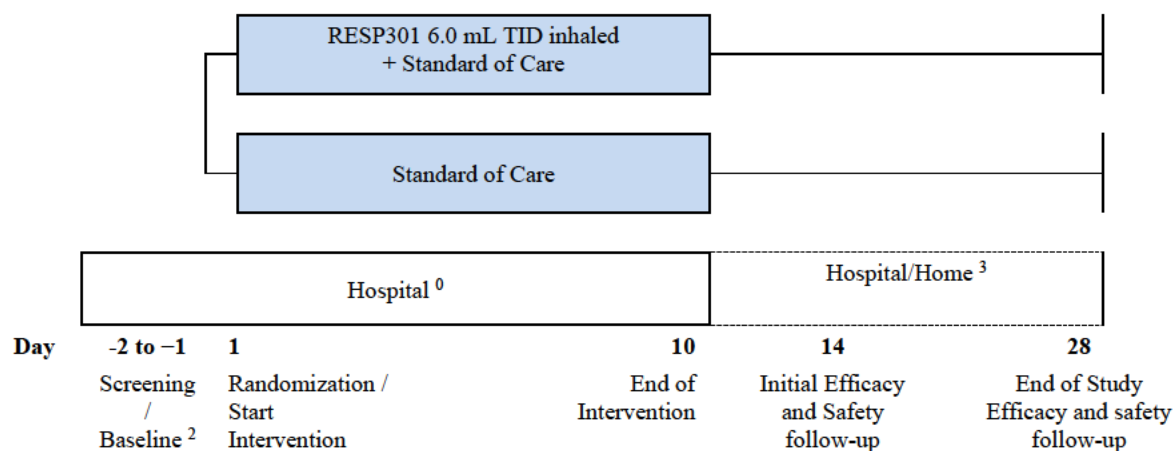 RESP301 6.0 mL TID inhaled
+ Standard of Care
Standard of Care
Hospital ⁰
Hospital/Home ³
Day -2 to −1 1 10 14 28
Screening
/
Baseline ²
Randomization /
Start
Intervention
End of
Intervention
Initial Efficacy
and Safety
follow-up
End of Study
Efficacy and safety
follow-up